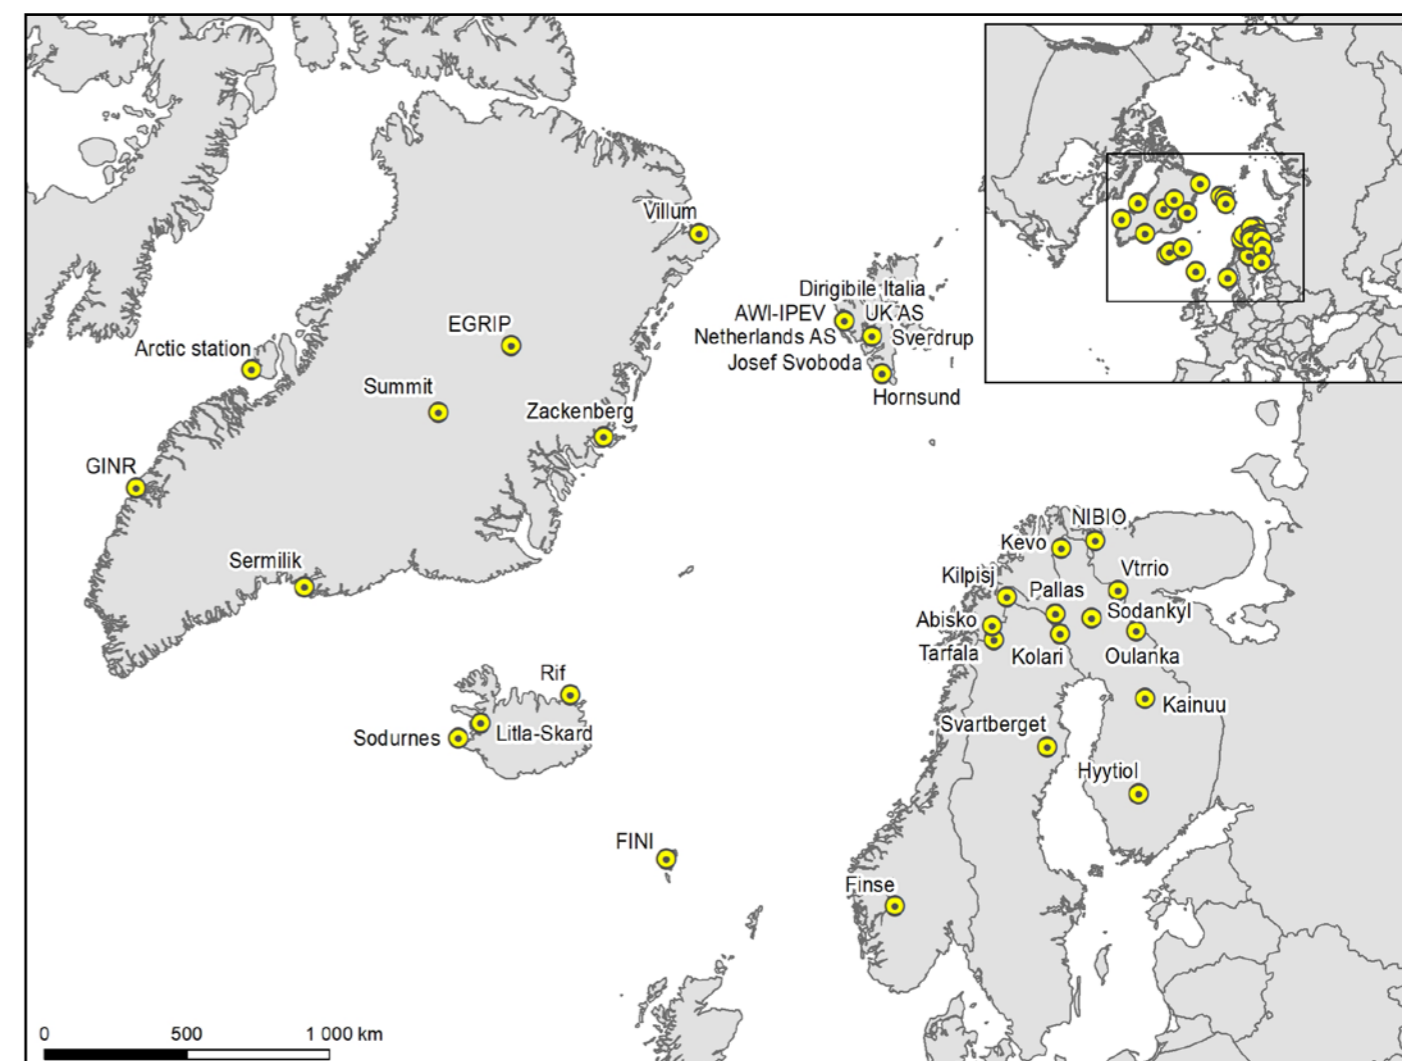 Villum
Dirigibile Italia
AWI-IPEV
UK AS
Netherlands AS
Sverdrup
Josef Svoboda
Hornsund
EGRIP
Arctic station
Summit
Zackenberg
GINR
Sermilik
NIBIO
Kevo
Kilpisj
Vtrrio
Pallas
Sodankyl
Abisko
Tarfala
Kolari
Oulanka
Rif
Litla-Skard
Sodurnes
Kainuu
Svartberget
Hyytiol
FINI
Finse
0 500 1 000 km